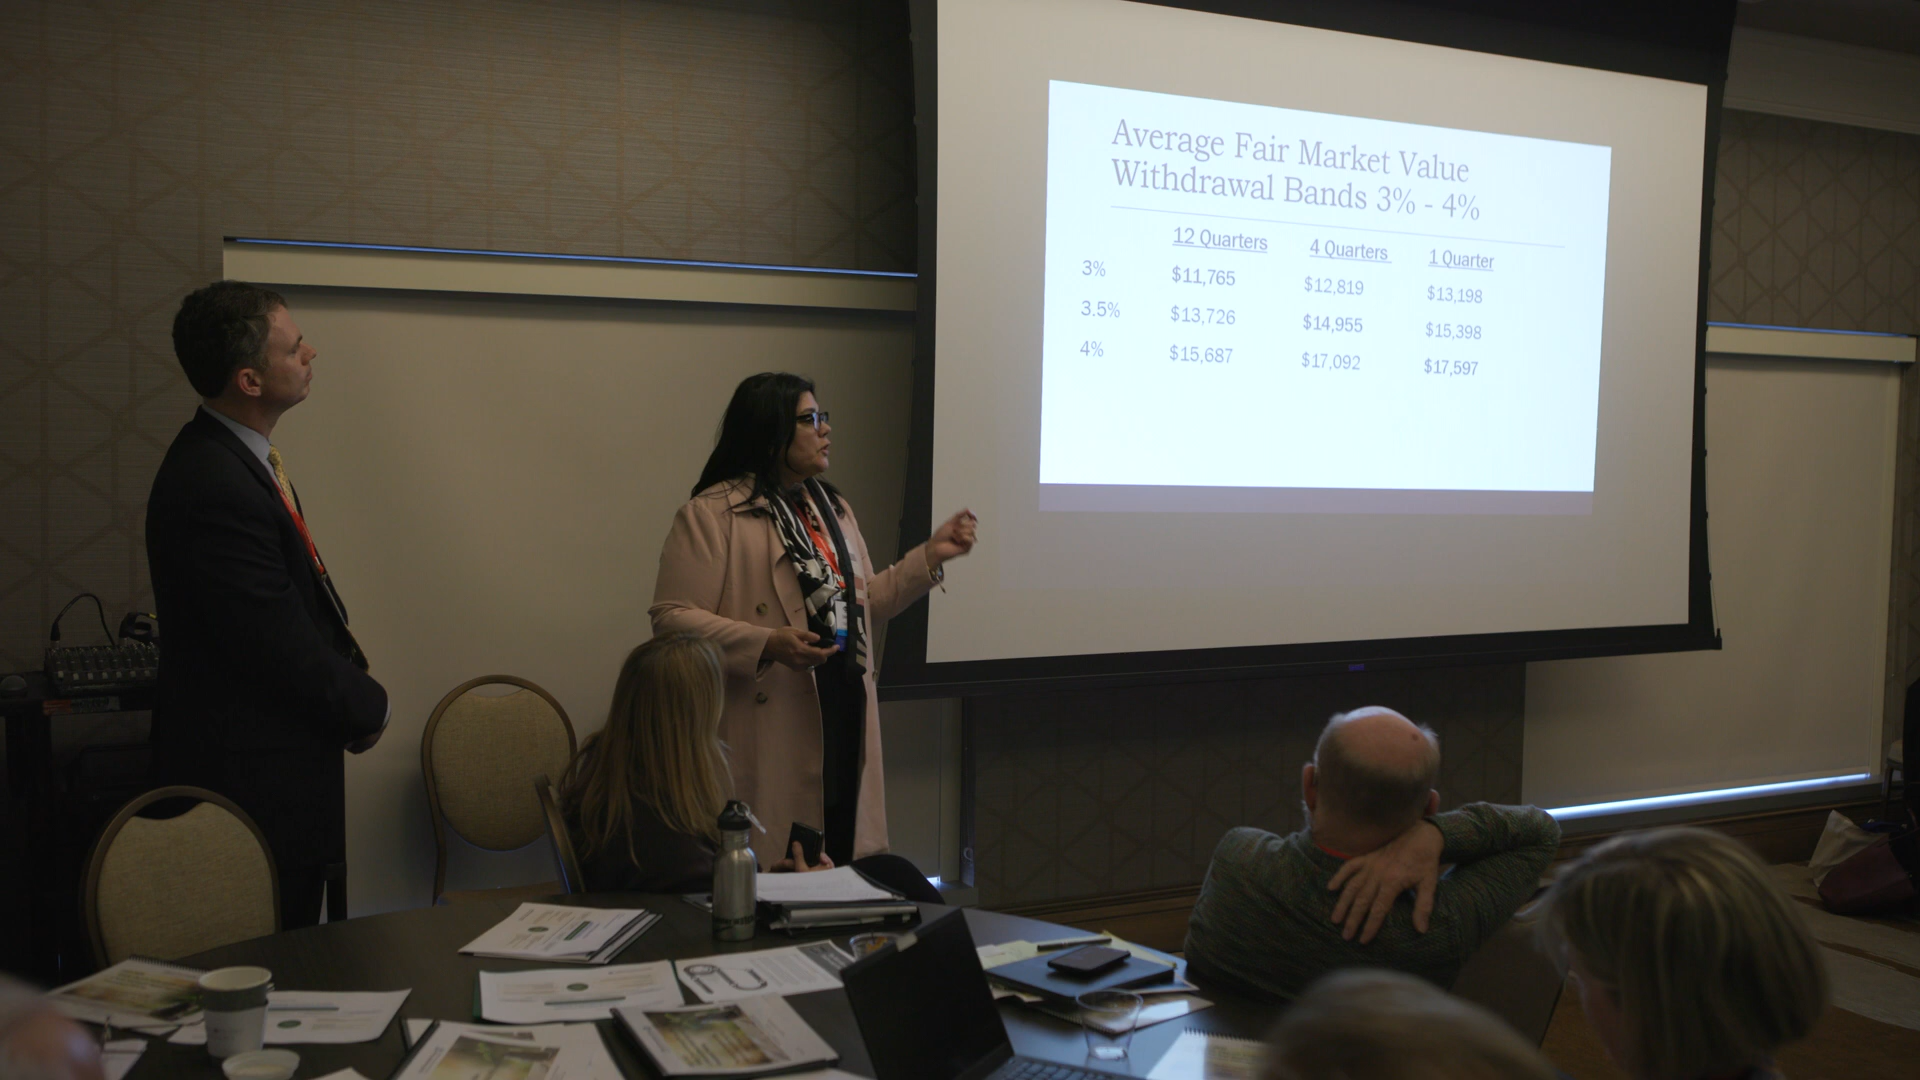 Average Fair Market Value
Withdrawal Bands 3% - 4%
12 Quarters 4 Quarters 1 Quarter
3% $11,765 $12,819 $13,198
3.5% $13,726 $14,955 $15,398
4% $15,687 $17,092 $17,597